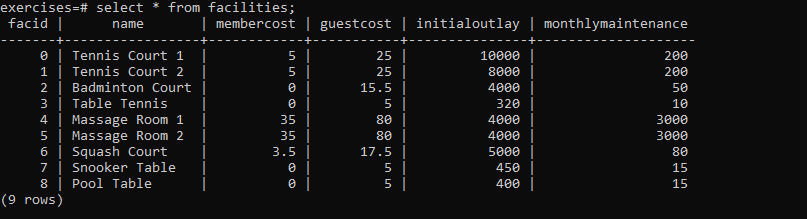 exercises=# select * from facilities;
 facid |      name       | membercost | guestcost | initialoutlay | monthlymaintenance
-------+-----------------+------------+-----------+---------------+--------------------
     0 | Tennis Court 1  |          5 |        25 |         10000 |                200
     1 | Tennis Court 2  |          5 |        25 |          8000 |                200
     2 | Badminton Court |          0 |      15.5 |          4000 |                 50
     3 | Table Tennis    |          0 |         5 |           320 |                 10
     4 | Massage Room 1  |         35 |        80 |          4000 |               3000
     5 | Massage Room 2  |         35 |        80 |          4000 |               3000
     6 | Squash Court    |        3.5 |      17.5 |          5000 |                 80
     7 | Snooker Table   |          0 |         5 |           450 |                 15
     8 | Pool Table      |          0 |         5 |           400 |                 15
(9 rows)